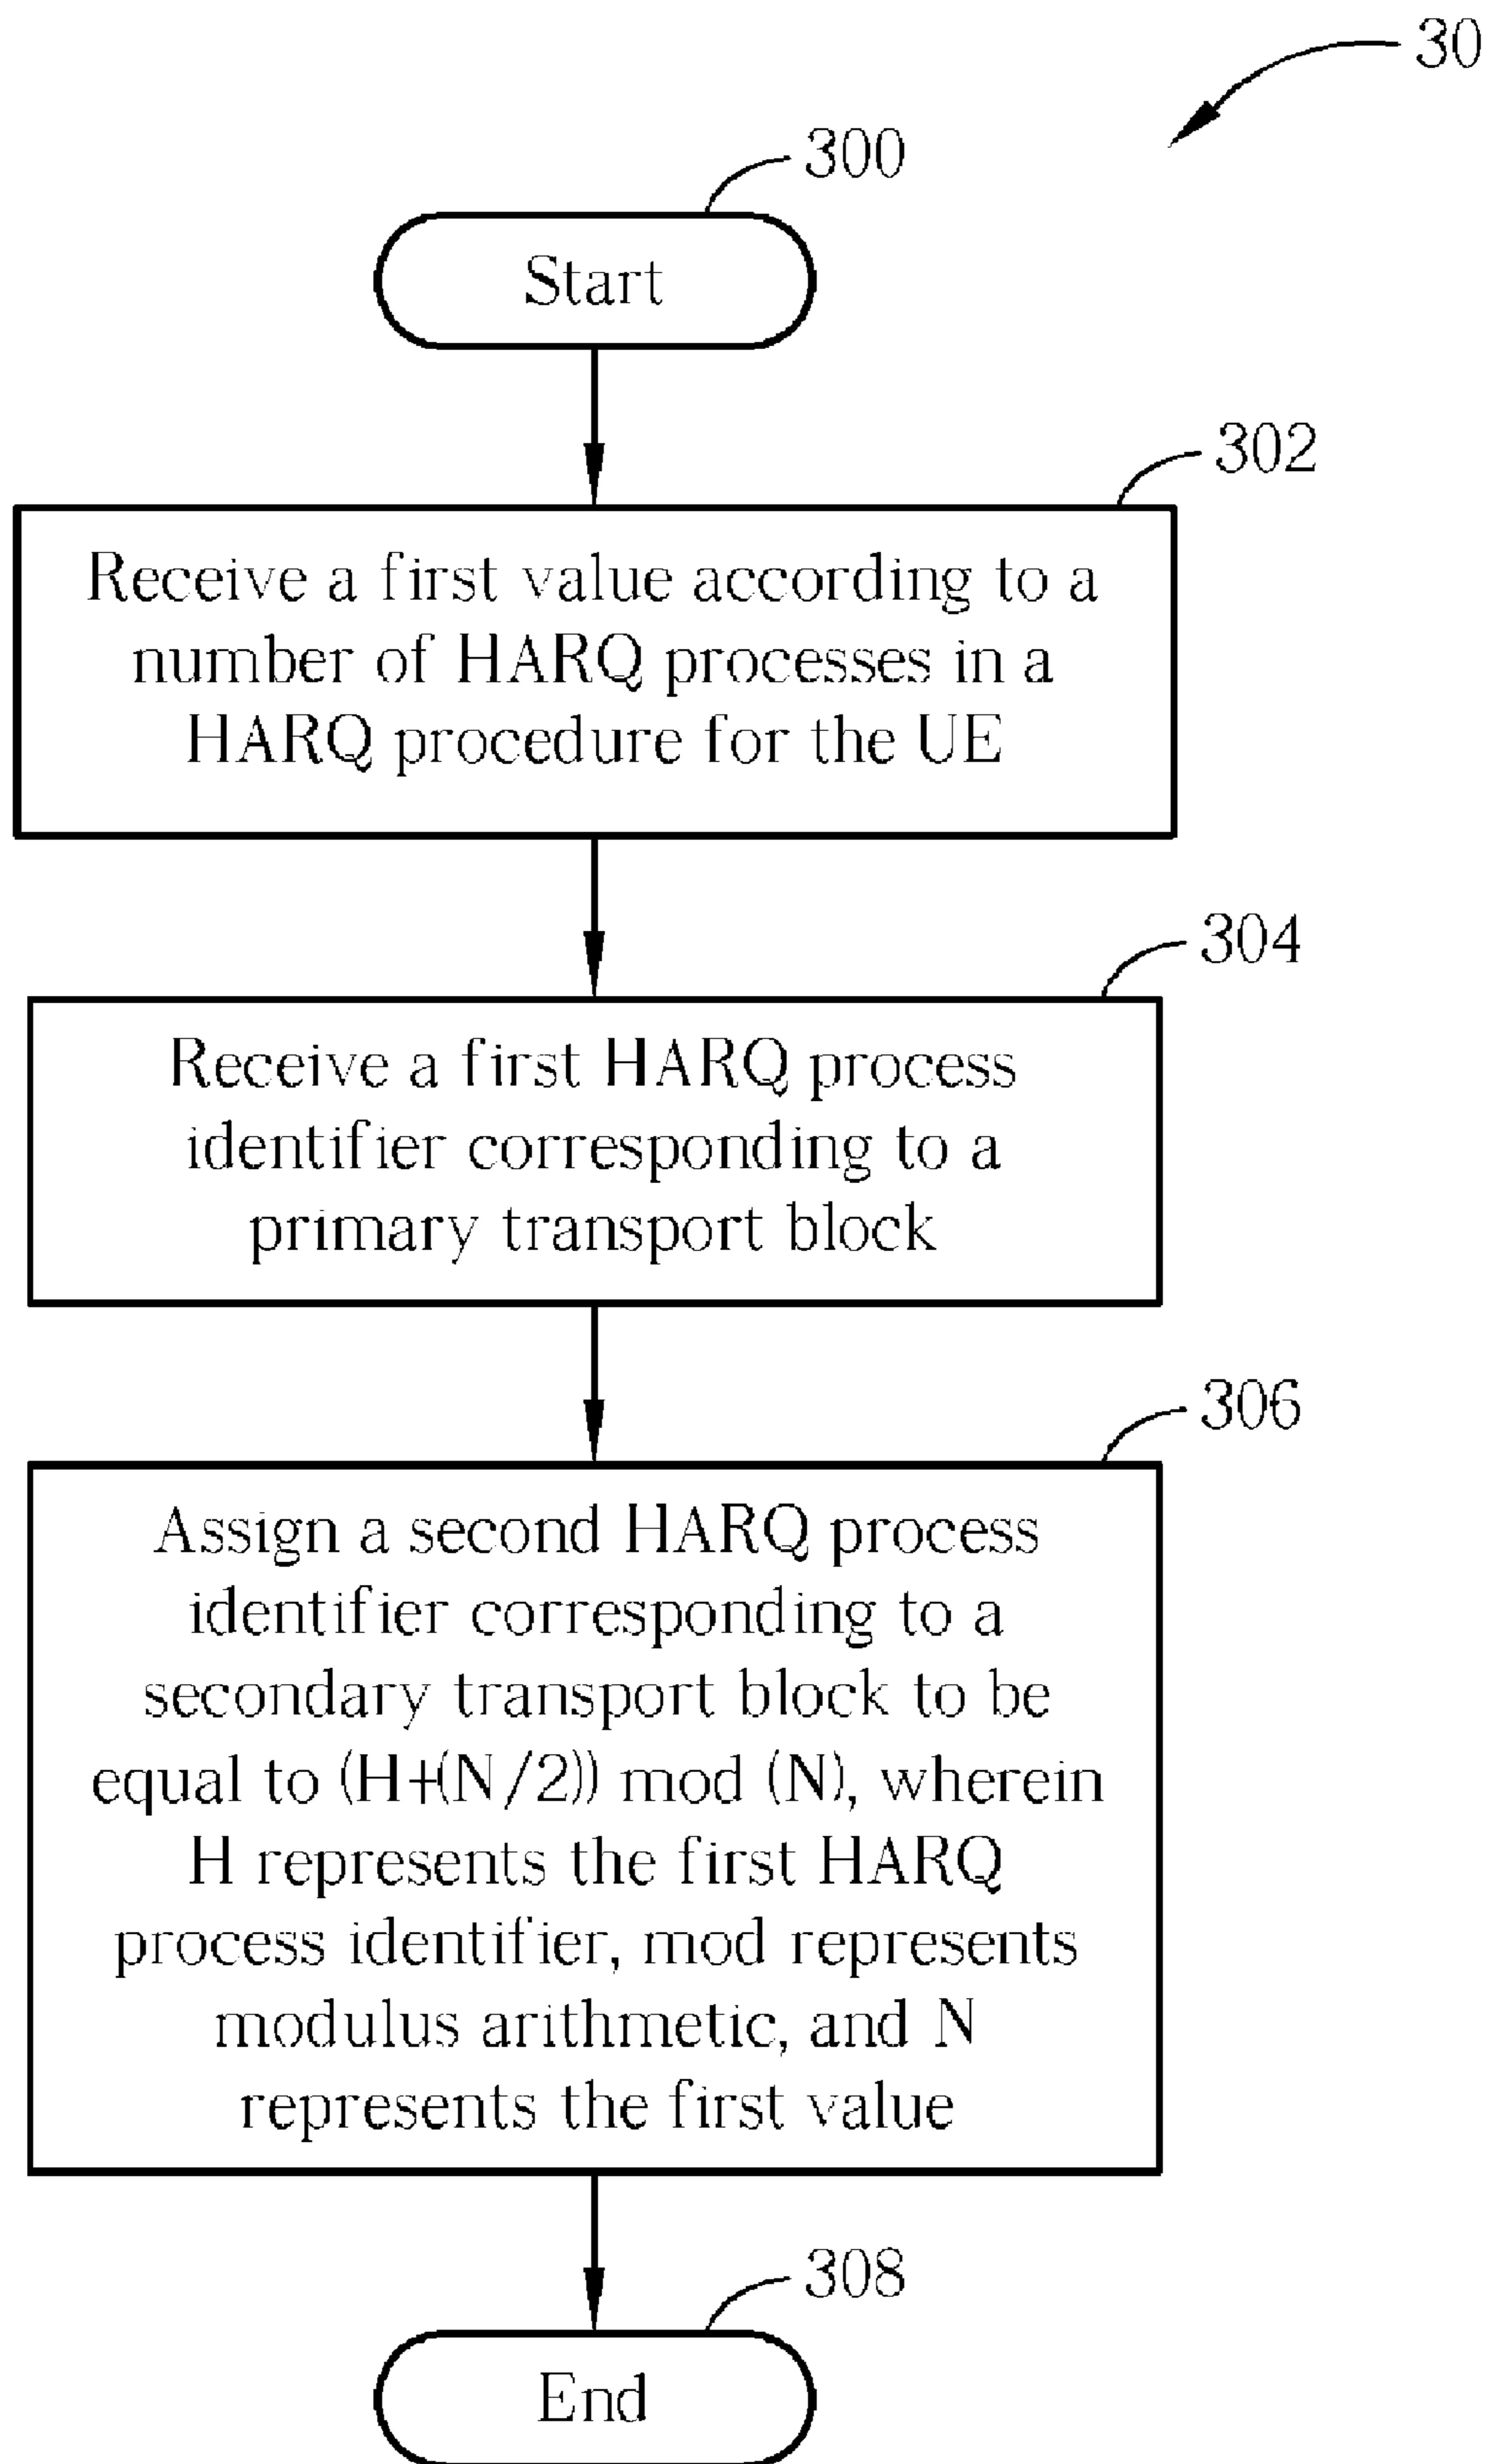 30
300
Start
302
Receive a first value according to a
number of HARQ processes in a
HARQ procedure for the UE
304
Receive a first HARQ process
identifier corresponding to a
primary transport block
306
Assign a second HARQ process
identifier corresponding to a
secondary transport block to be
equal to (H+(N/2)) mod (N), wherein
H represents the first HARQ
process identifier, mod represents
modulus arithmetic, and N
represents the first value
308
End